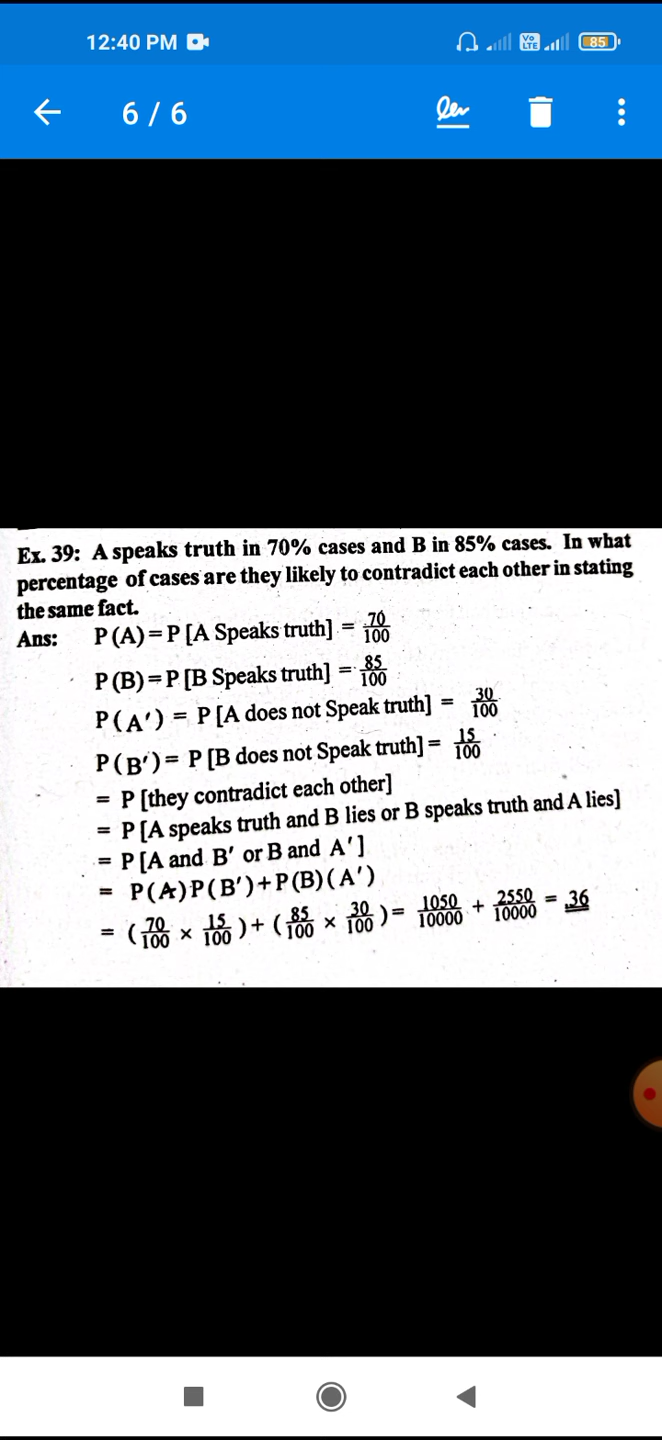 12:40 PM
Vo LTE 85
6 / 6
Ex. 39: A speaks truth in 70% cases and B in 85% cases. In what
percentage of cases are they likely to contradict each other in stating
the same fact.
Ans: P(A)=P[A Speaks truth] = 70/100
P(B)=P[B Speaks truth] = 85/100
P(A′) = P[A does not Speak truth] = 30/100
P(B′)= P[B does not Speak truth] = 15/100
= P[they contradict each other]
= P[A speaks truth and B lies or B speaks truth and A lies]
= P[A and B′ or B and A′]
= P(A)P(B′)+P(B)(A′)
= (70/100 × 15/100)+(85/100 × 30/100)= 1050/10000 + 2550/10000 = .36